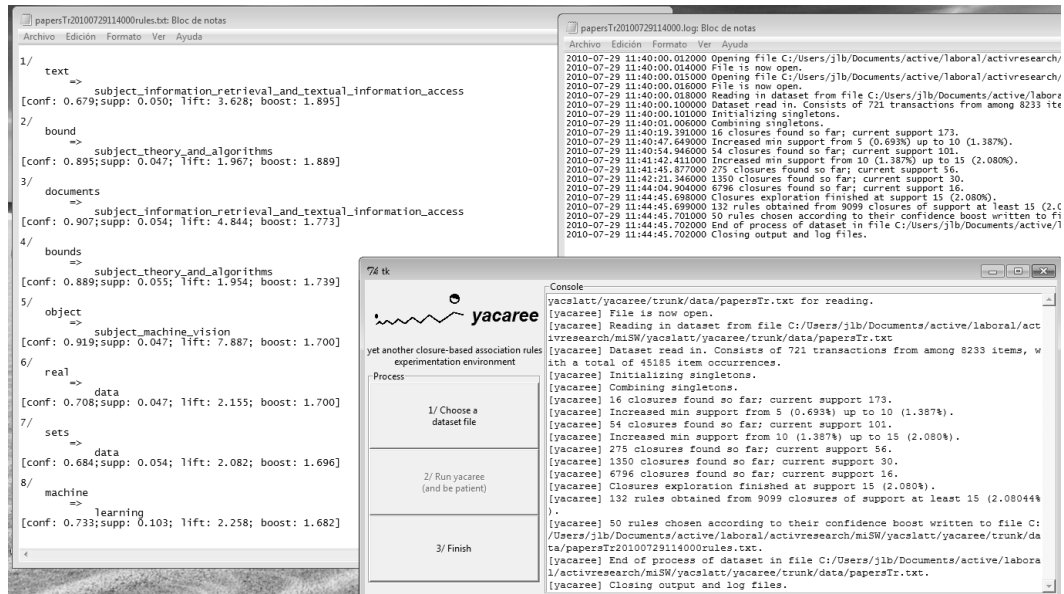 papersTr20100729114000rules.txt: Bloc de notas
Archivo Edición Formato Ver Ayuda
1/
text
=>
subject_information_retrieval_and_textual_information_access
[conf: 0.679;supp: 0.050; lift: 3.628; boost: 1.895]
2/
bound
=>
subject_theory_and_algorithms
[conf: 0.895;supp: 0.047; lift: 1.967; boost: 1.889]
3/
documents
=>
subject_information_retrieval_and_textual_information_access
[conf: 0.907;supp: 0.054; lift: 4.844; boost: 1.773]
4/
bounds
=>
subject_theory_and_algorithms
[conf: 0.889;supp: 0.055; lift: 1.954; boost: 1.739]
5/
object
=>
subject_machine_vision
[conf: 0.919;supp: 0.047; lift: 7.887; boost: 1.700]
6/
real
=>
data
[conf: 0.708;supp: 0.047; lift: 2.155; boost: 1.700]
7/
sets
=>
data
[conf: 0.684;supp: 0.054; lift: 2.082; boost: 1.696]
8/
machine
=>
learning
[conf: 0.733;supp: 0.103; lift: 2.258; boost: 1.682]
papersTr20100729114000.log: Bloc de notas
Archivo Edición Formato Ver Ayuda
2010-07-29 11:40:00.012000 Opening file C:/Users/jlb/Documents/active/laboral/activresearch/
2010-07-29 11:40:00.014000 File is now open.
2010-07-29 11:40:00.015000 Opening file C:/Users/jlb/Documents/active/laboral/activresearch/
2010-07-29 11:40:00.016000 File is now open.
2010-07-29 11:40:00.018000 Reading in dataset from file C:/Users/jlb/Documents/active/labora
2010-07-29 11:40:00.100000 Dataset read in. Consists of 721 transactions from among 8233 ite
2010-07-29 11:40:00.101000 Initializing singletons.
2010-07-29 11:40:01.006000 Combining singletons.
2010-07-29 11:40:19.391000 16 closures found so far; current support 173.
2010-07-29 11:40:47.649000 Increased min support from 5 (0.693%) up to 10 (1.387%).
2010-07-29 11:40:54.946000 54 closures found so far; current support 101.
2010-07-29 11:41:42.411000 Increased min support from 10 (1.387%) up to 15 (2.080%).
2010-07-29 11:41:45.877000 275 closures found so far; current support 56.
2010-07-29 11:42:21.346000 1350 closures found so far; current support 30.
2010-07-29 11:44:04.904000 6796 closures found so far; current support 16.
2010-07-29 11:44:45.698000 Closures exploration finished at support 15 (2.080%).
2010-07-29 11:44:45.699000 132 rules obtained from 9099 closures of support at least 15 (2.0
2010-07-29 11:44:45.701000 50 rules chosen according to their confidence boost written to fi
2010-07-29 11:44:45.702000 End of process of dataset in file C:/Users/jlb/Documents/active/l
2010-07-29 11:44:45.702000 Closing output and log files.
tk
yacaree
yet another closure-based association rules
experimentation environment
Process
1/ Choose a
dataset file
2/ Run yacaree
(and be patient)
3/ Finish
Console
yacslatt/yacaree/trunk/data/papersTr.txt for reading.
[yacaree] File is now open.
[yacaree] Reading in dataset from file C:/Users/jlb/Documents/active/laboral/act
ivresearch/miSW/yacslatt/yacaree/trunk/data/papersTr.txt
[yacaree] Dataset read in. Consists of 721 transactions from among 8233 items, w
ith a total of 45185 item occurrences.
[yacaree] Initializing singletons.
[yacaree] Combining singletons.
[yacaree] 16 closures found so far; current support 173.
[yacaree] Increased min support from 5 (0.693%) up to 10 (1.387%).
[yacaree] 54 closures found so far; current support 101.
[yacaree] Increased min support from 10 (1.387%) up to 15 (2.080%).
[yacaree] 275 closures found so far; current support 56.
[yacaree] 1350 closures found so far; current support 30.
[yacaree] 6796 closures found so far; current support 16.
[yacaree] Closures exploration finished at support 15 (2.080%).
[yacaree] 132 rules obtained from 9099 closures of support at least 15 (2.08044%
).
[yacaree] 50 rules chosen according to their confidence boost written to file C:
/Users/jlb/Documents/active/laboral/activresearch/miSW/yacslatt/yacaree/trunk/da
ta/papersTr20100729114000rules.txt.
[yacaree] End of process of dataset in file C:/Users/jlb/Documents/active/labora
l/activresearch/miSW/yacslatt/yacaree/trunk/data/papersTr.txt.
[yacaree] Closing output and log files.